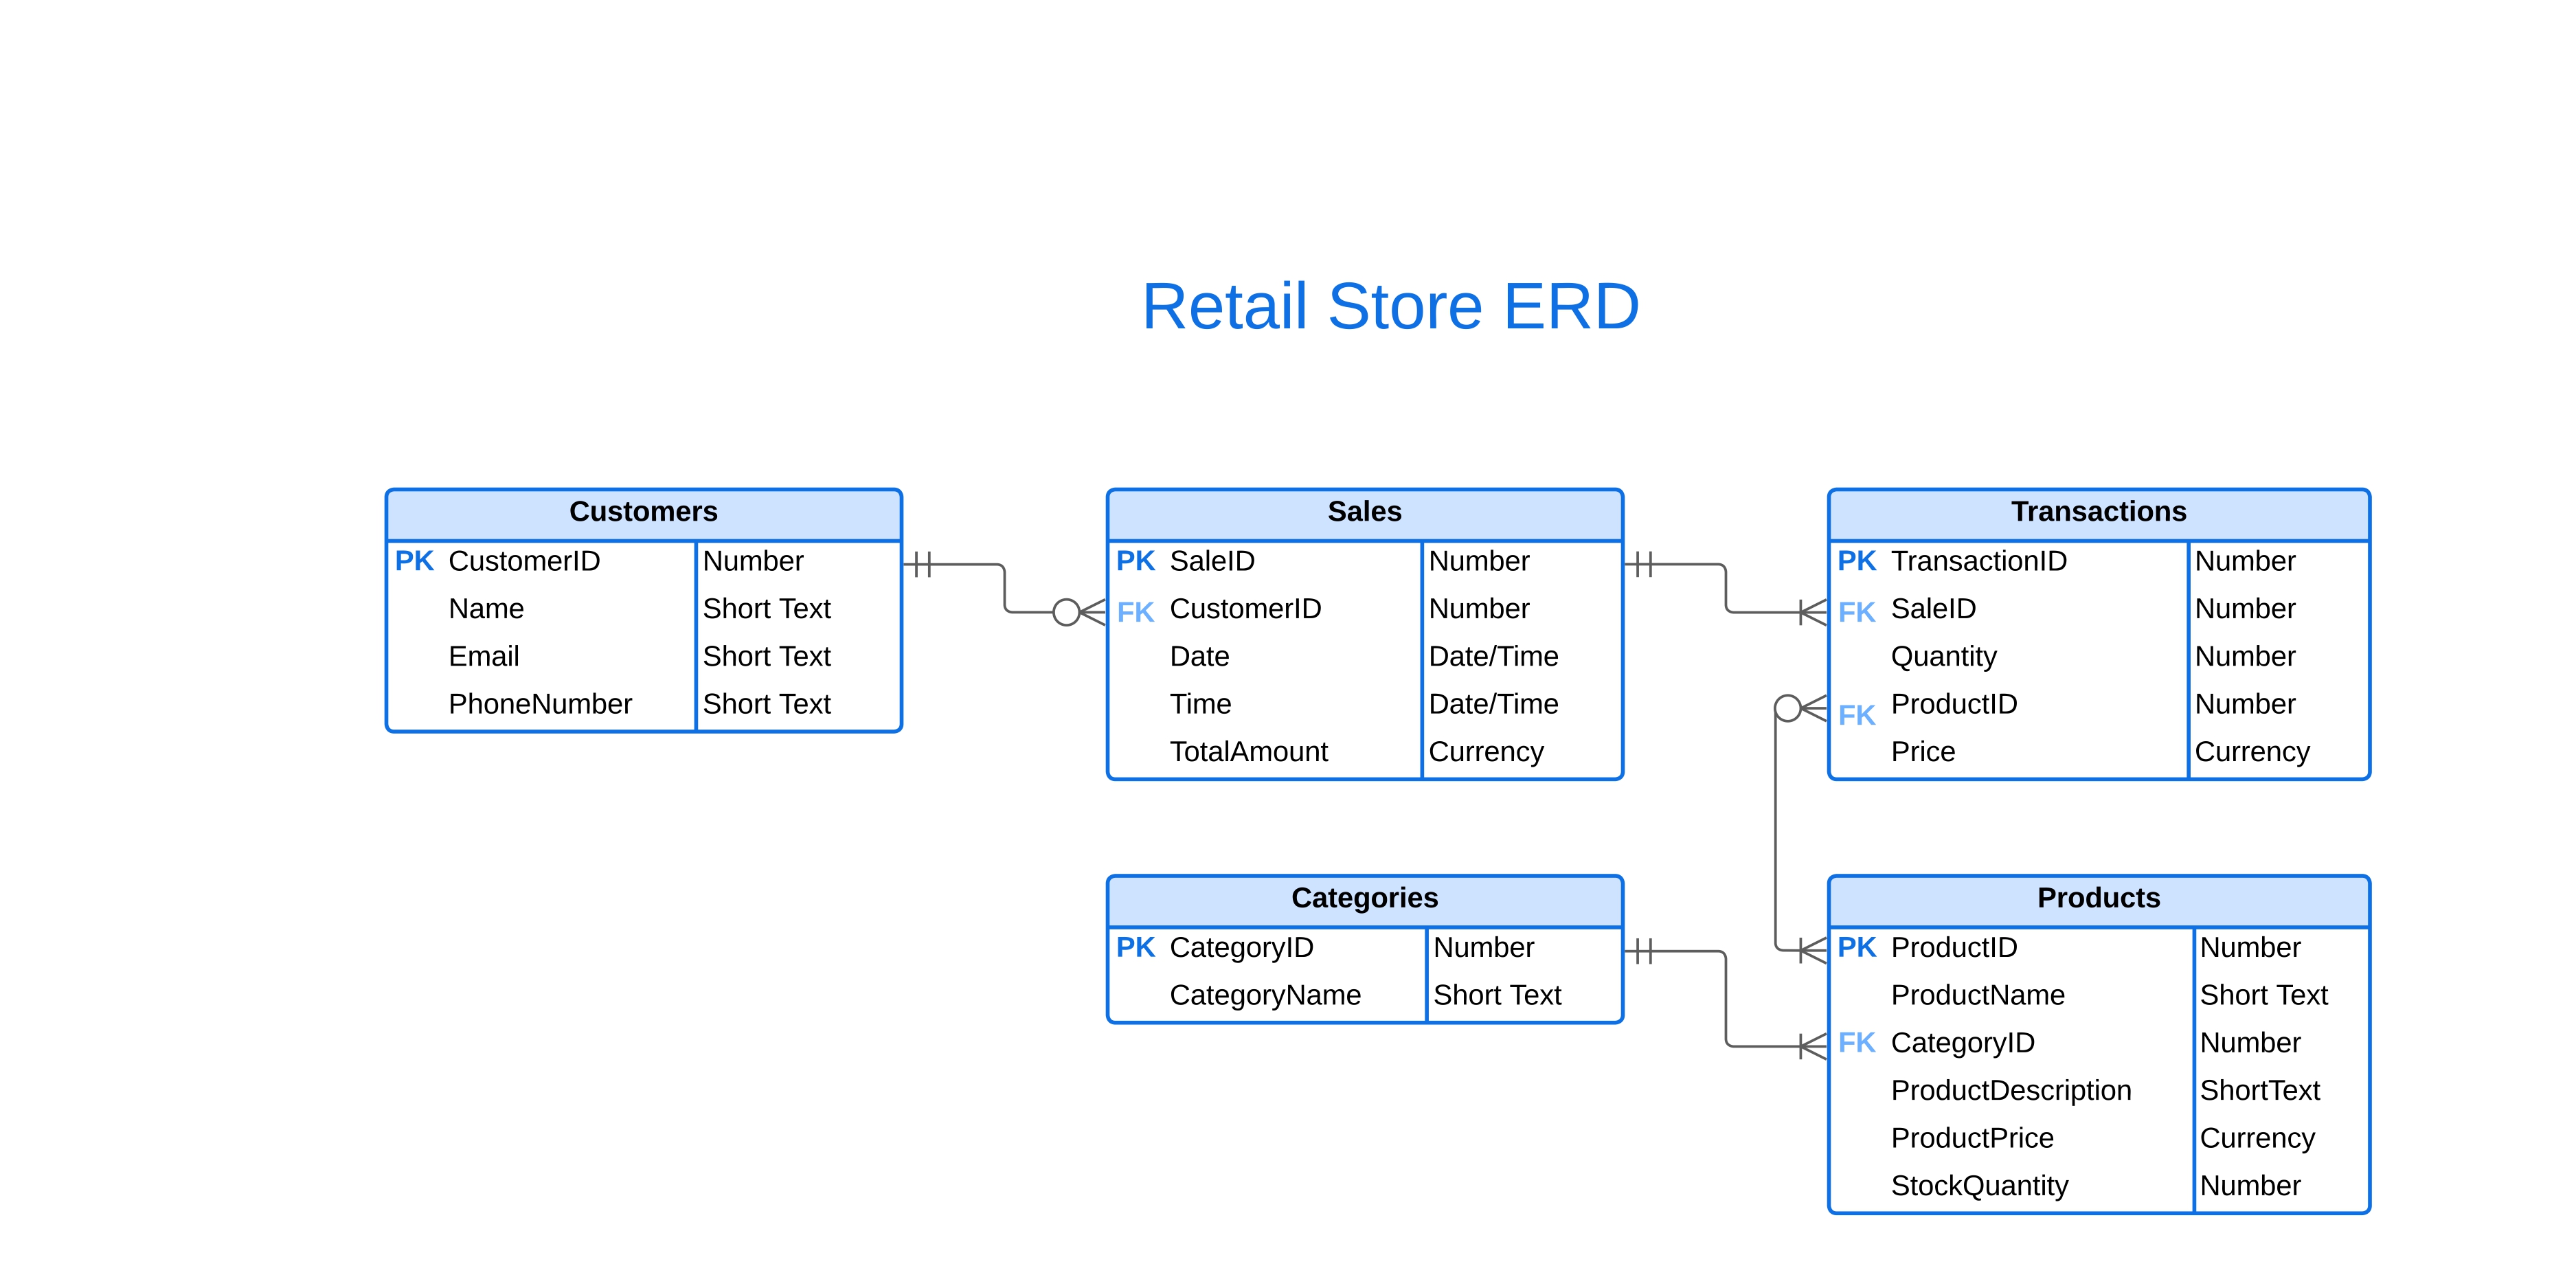 Retail Store ERD
Customers
PK CustomerID Number
Name Short Text
Email Short Text
PhoneNumber Short Text
Sales
PK SaleID Number
FK CustomerID Number
Date Date/Time
Time Date/Time
TotalAmount Currency
Transactions
PK TransactionID Number
FK SaleID Number
Quantity Number
FK ProductID Number
Price Currency
Categories
PK CategoryID Number
CategoryName Short Text
Products
PK ProductID Number
ProductName Short Text
FK CategoryID Number
ProductDescription ShortText
ProductPrice Currency
StockQuantity Number